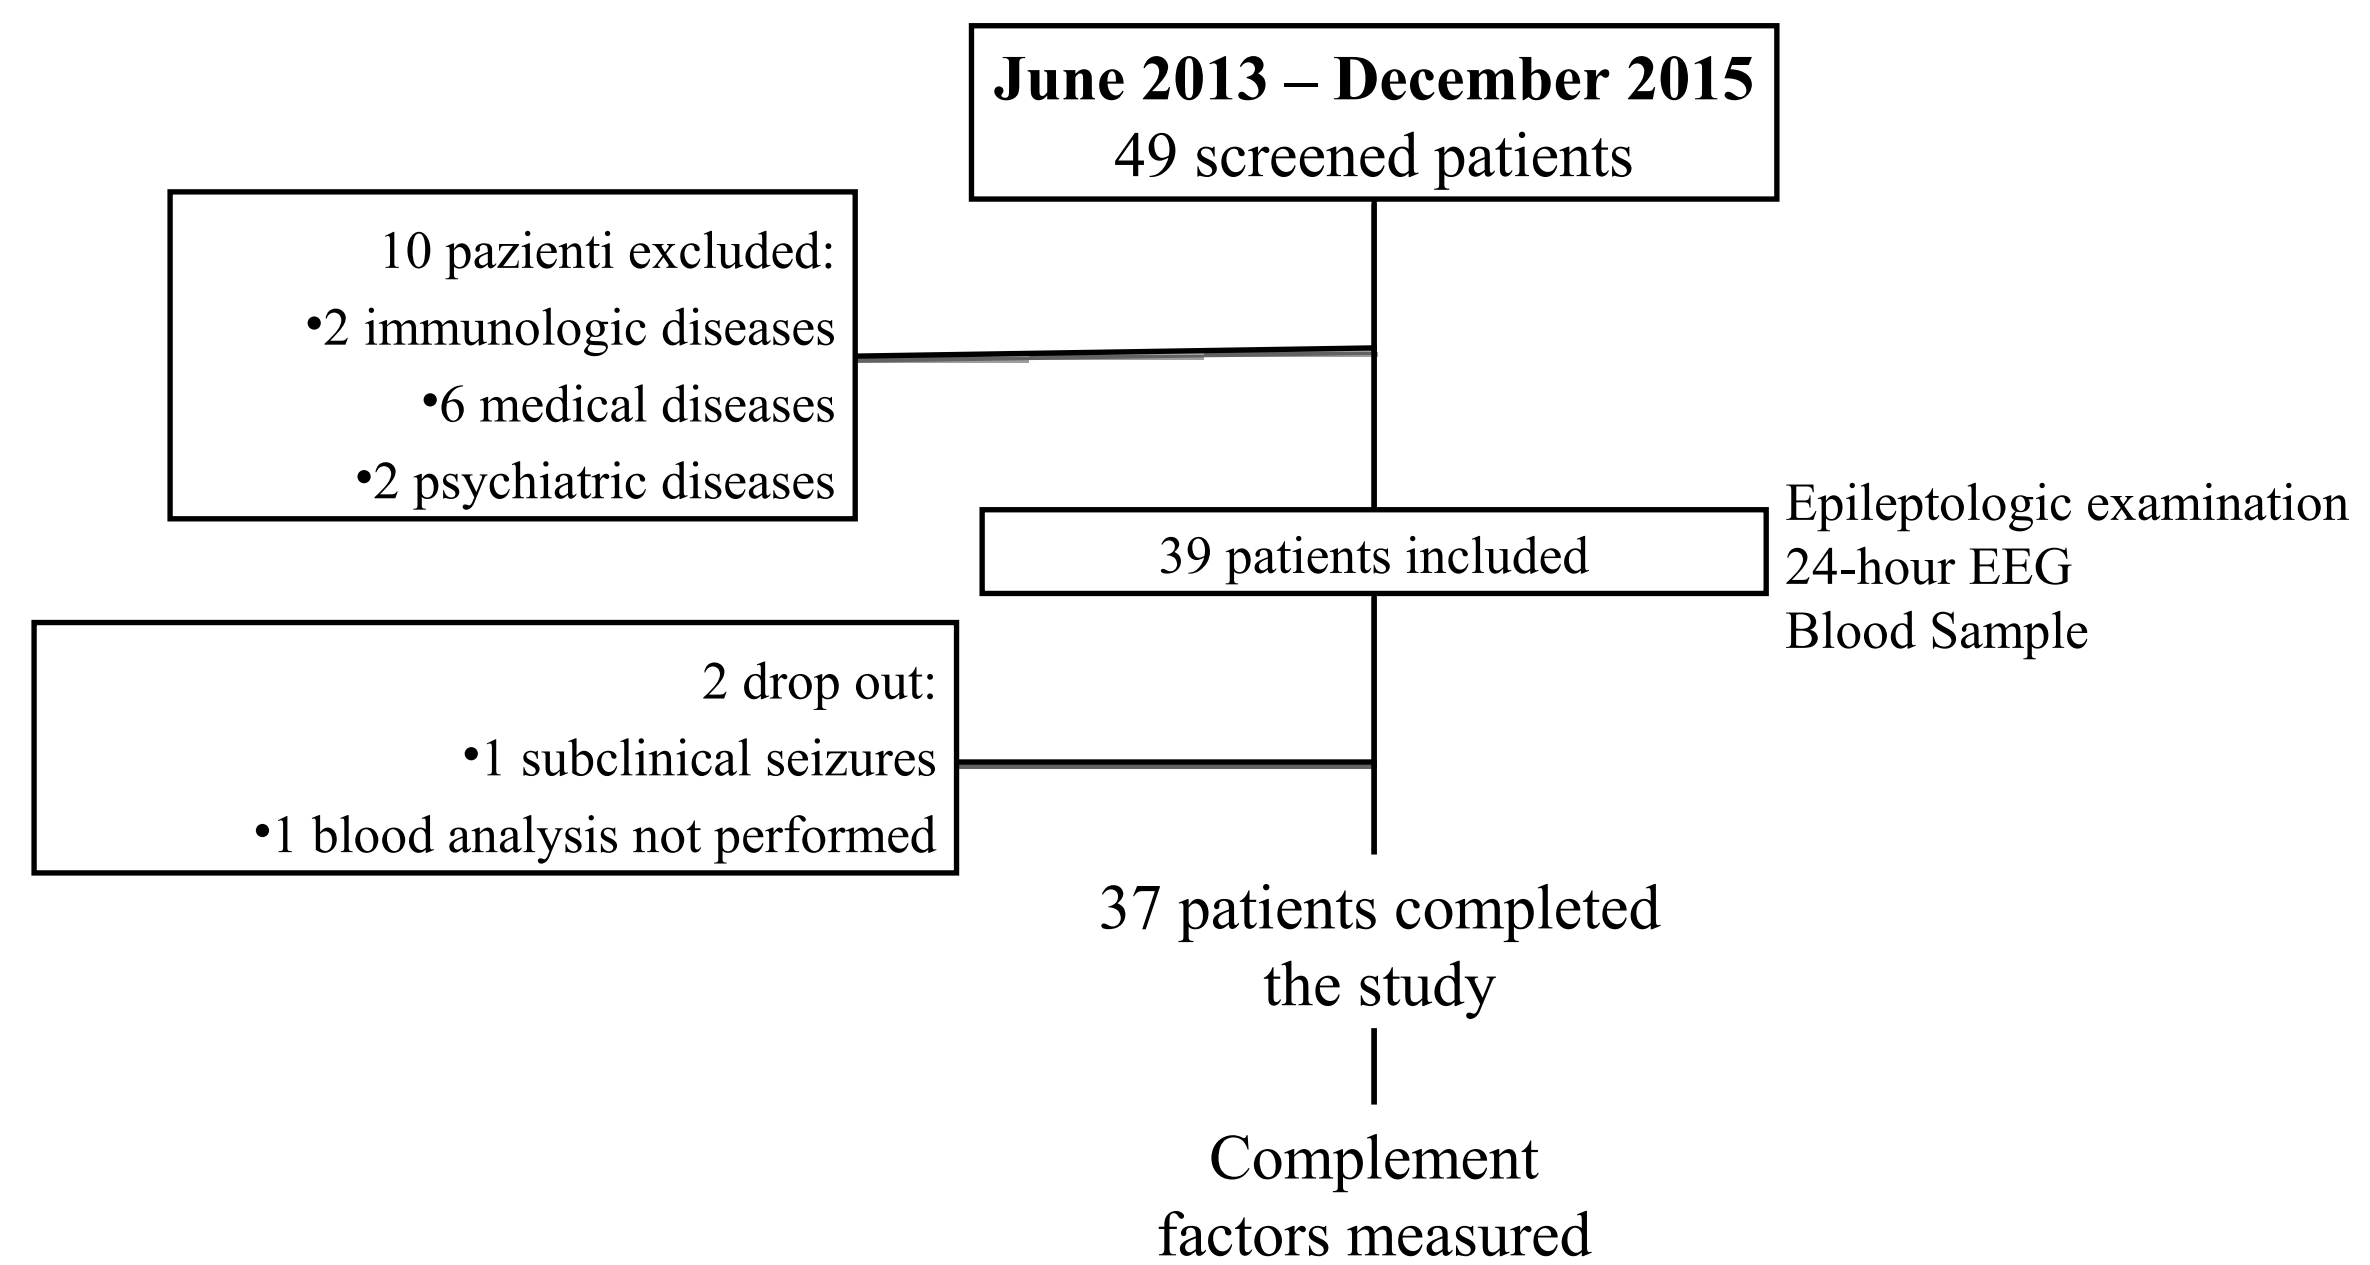 June 2013 – December 2015
49 screened patients
10 pazienti excluded:
•2 immunologic diseases
•6 medical diseases
•2 psychiatric diseases
39 patients included
Epileptologic examination
24-hour EEG
Blood Sample
2 drop out:
•1 subclinical seizures
•1 blood analysis not performed
37 patients completed
the study
Complement
factors measured